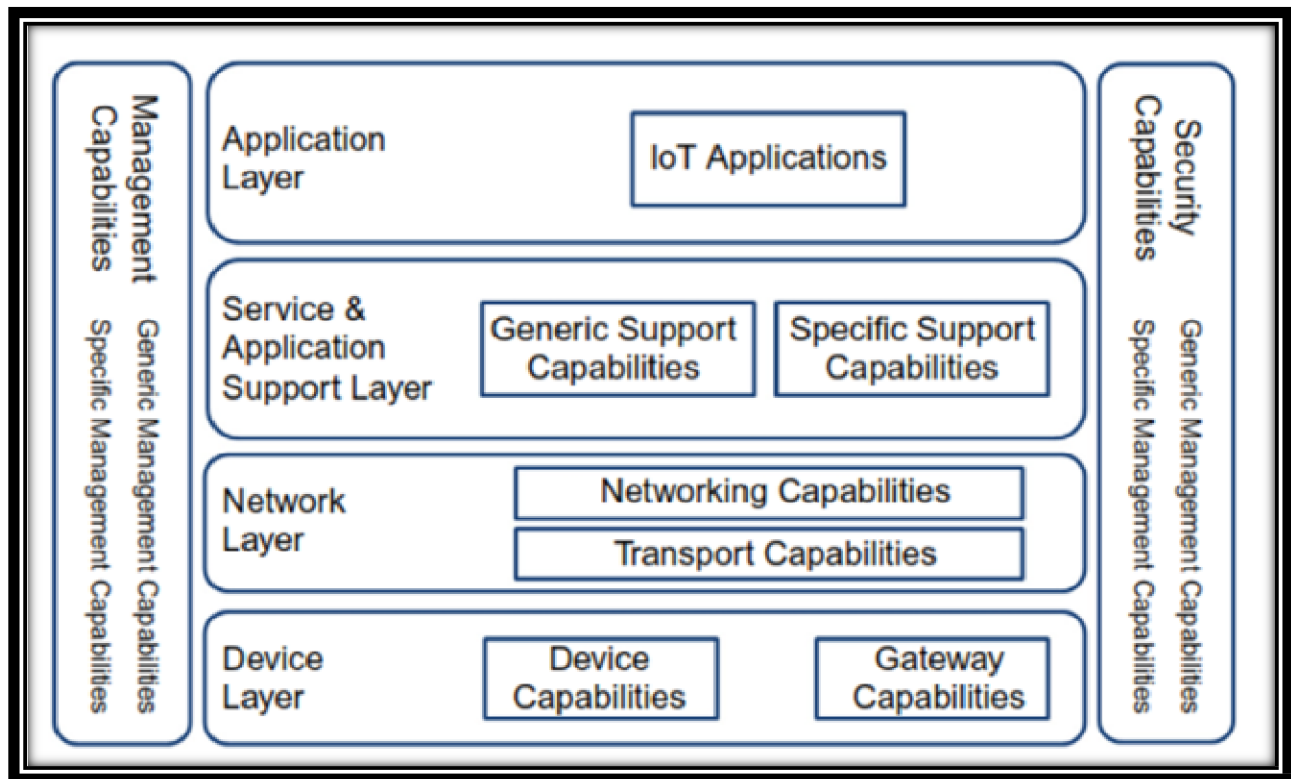 Management
Capabilities
Generic Management Capabilities
Specific Management Capabilities
Application
Layer
IoT Applications
Service &
Application
Support Layer
Generic Support
Capabilities
Specific Support
Capabilities
Network
Layer
Networking Capabilities
Transport Capabilities
Device
Layer
Device
Capabilities
Gateway
Capabilities
Security
Capabilities
Generic Management Capabilities
Specific Management Capabilities